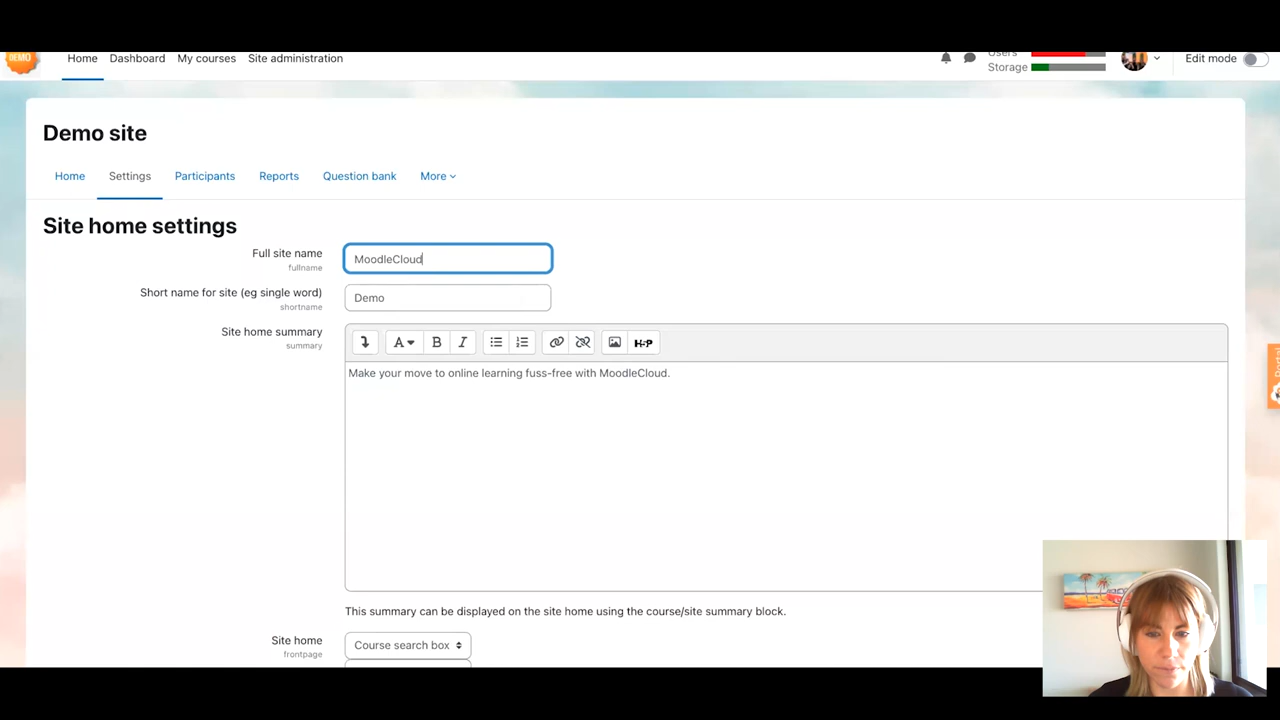 DEMO
Home Dashboard My courses Site administration
Users
Storage
Edit mode
Demo site
Home Settings Participants Reports Question bank More
Site home settings
Full site name
fullname
MoodleCloud
Short name for site (eg single word)
shortname
Demo
Site home summary
summary
A B I H-P
Make your move to online learning fuss-free with MoodleCloud.
Portal
This summary can be displayed on the site home using the course/site summary block.
Site home
frontpage
Course search box